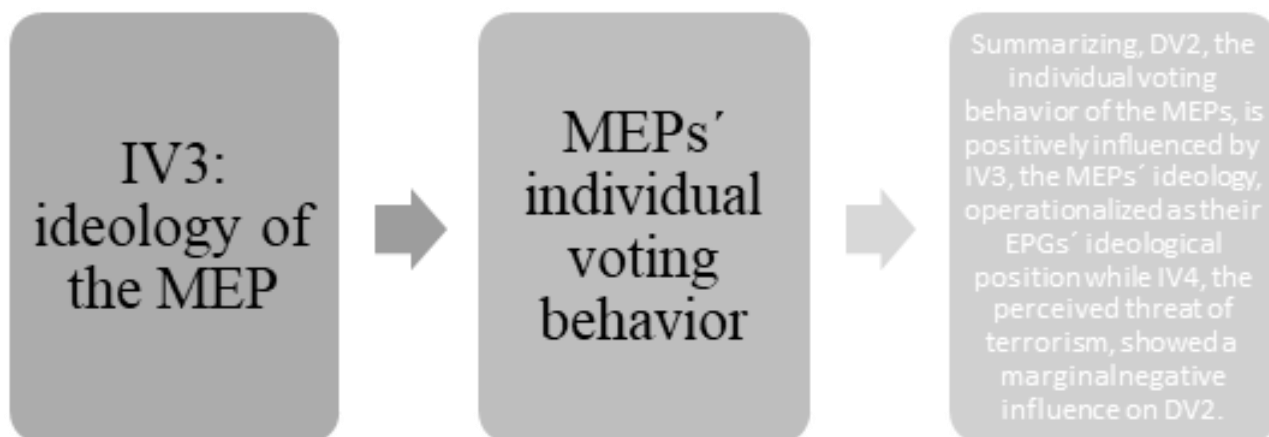 IV3:
ideology of
the MEP
MEPs´
individual
voting
behavior
Summarizing, DV2, the
individual voting
behavior of the MEPs, is
positively influenced by
IV3, the MEPs´ ideology,
operationalized as their
EPGs´ ideological
position while IV4, the
perceived threat of
terrorism, showed a
marginal negative
influence on DV2.